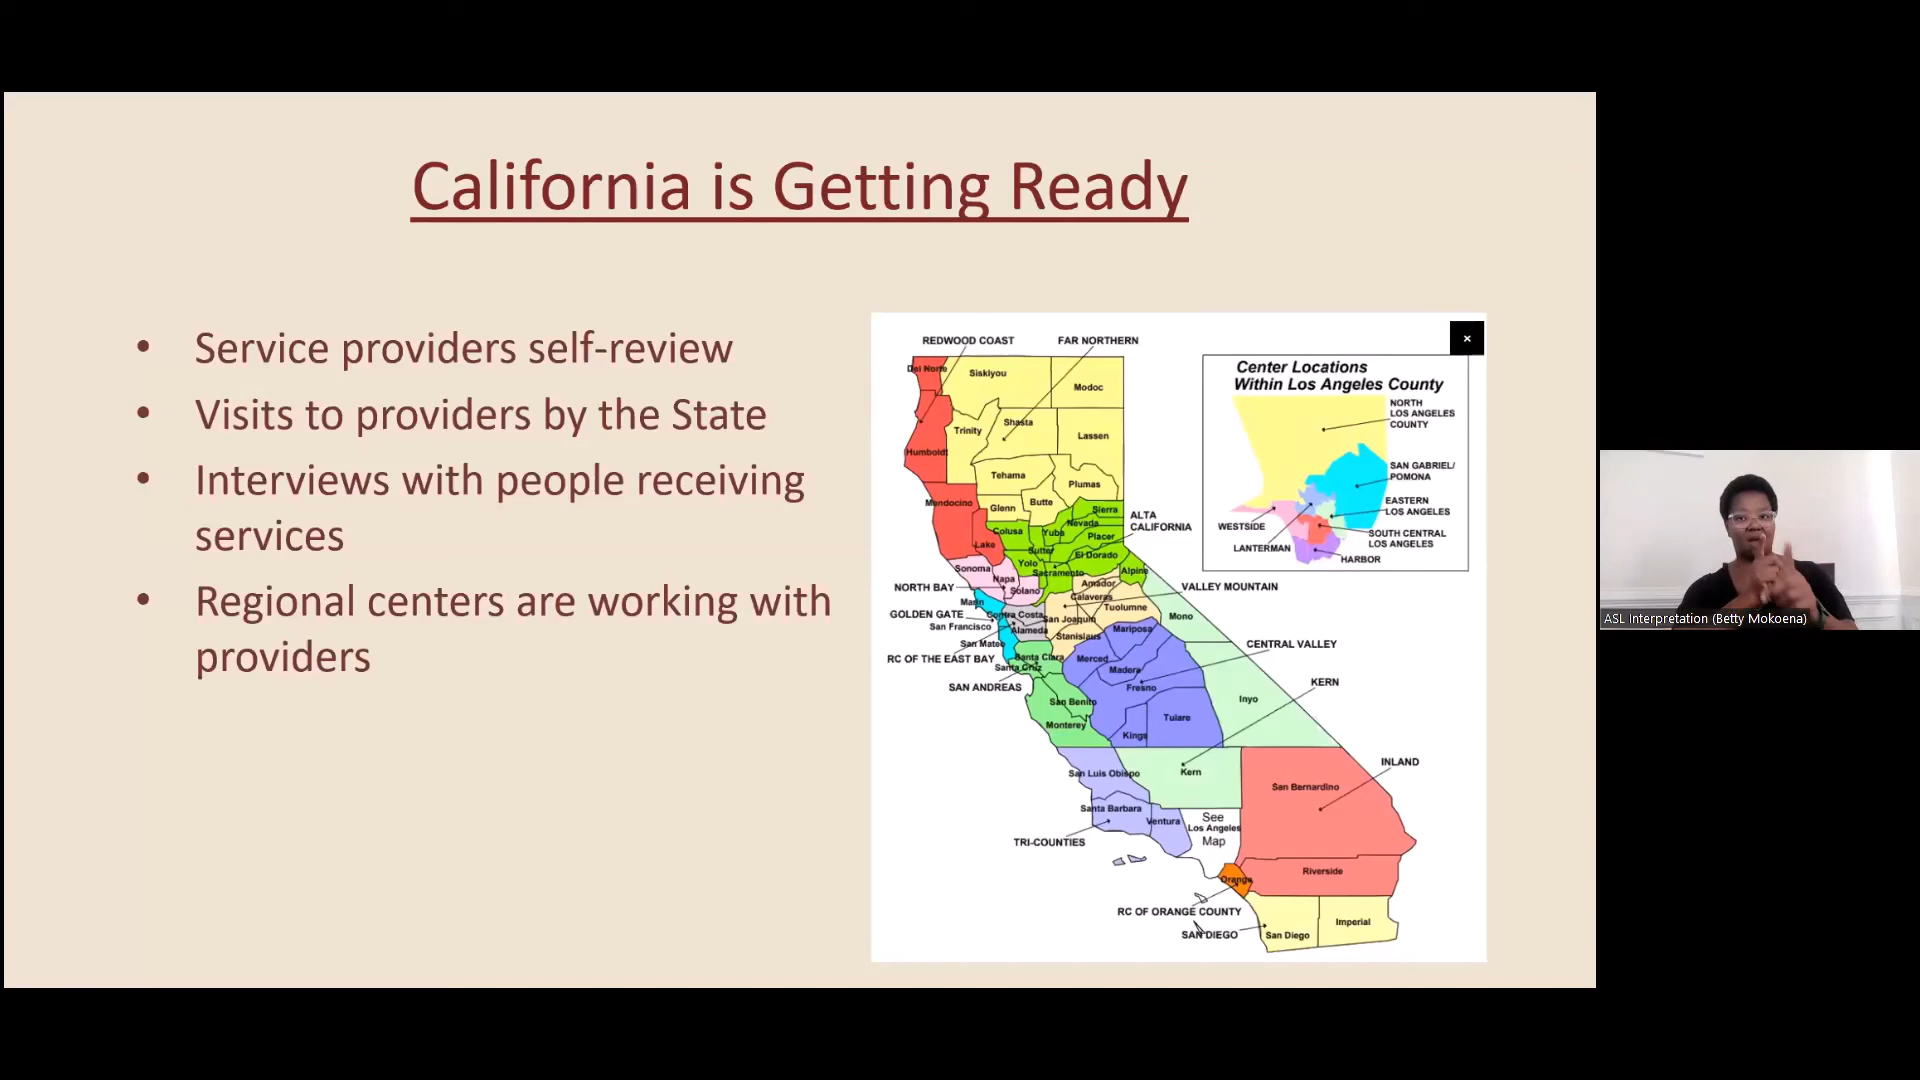 California is Getting Ready
• Service providers self-review
• Visits to providers by the State
• Interviews with people receiving
services
• Regional centers are working with
providers
REDWOOD COAST
FAR NORTHERN
×
Center Locations
Within Los Angeles County
NORTH
LOS ANGELES
COUNTY
SAN GABRIEL/
POMONA
EASTERN
LOS ANGELES
WESTSIDE
SOUTH CENTRAL
LOS ANGELES
LANTERMAN
HARBOR
Del Norte
Siskiyou
Modoc
Trinity
Shasta
Lassen
Humboldt
Tehama
Plumas
Mendocino
Glenn
Butte
Sierra
ALTA
CALIFORNIA
Colusa
Yuba
Nevada
Placer
Lake
Sutter
El Dorado
Sonoma
Napa
Yolo
Sacramento
Alpine
NORTH BAY
Solano
Amador
VALLEY MOUNTAIN
Marin
Calaveras
Tuolumne
GOLDEN GATE
Contra Costa
San Joaquin
Mono
San Francisco
Alameda
Stanislaus
Mariposa
San Mateo
CENTRAL VALLEY
RC OF THE EAST BAY
Santa Clara
Merced
Santa Cruz
Madera
KERN
SAN ANDREAS
Fresno
Inyo
San Benito
Monterey
Tulare
Kings
INLAND
San Luis Obispo
Kern
San Bernardino
Santa Barbara
Ventura
See
Los Angeles
Map
TRI-COUNTIES
Riverside
Orange
RC OF ORANGE COUNTY
Imperial
SAN DIEGO
San Diego
ASL Interpretation (Betty Mokoena)